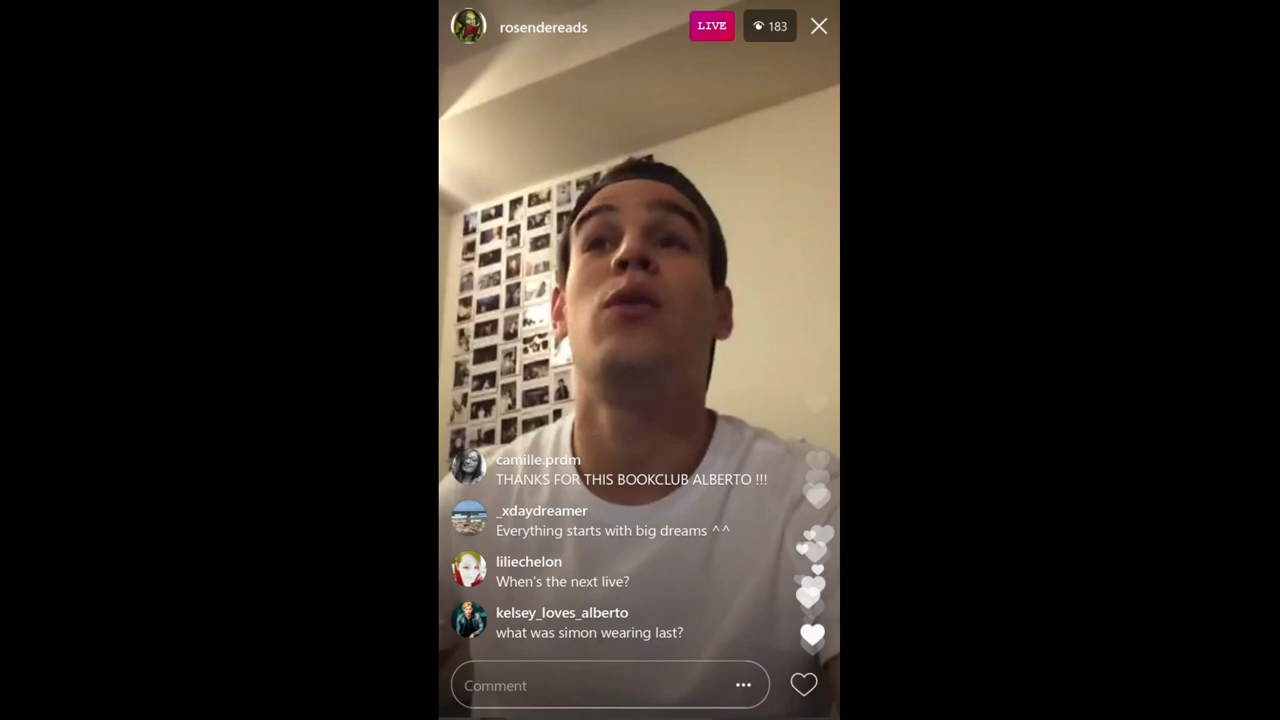 rosendereads
LIVE
183
camille.prdm
THANKS FOR THIS BOOKCLUB ALBERTO !!!
_xdaydreamer
Everything starts with big dreams ^^
liliechelon
When's the next live?
kelsey_loves_alberto
what was simon wearing last?
Comment